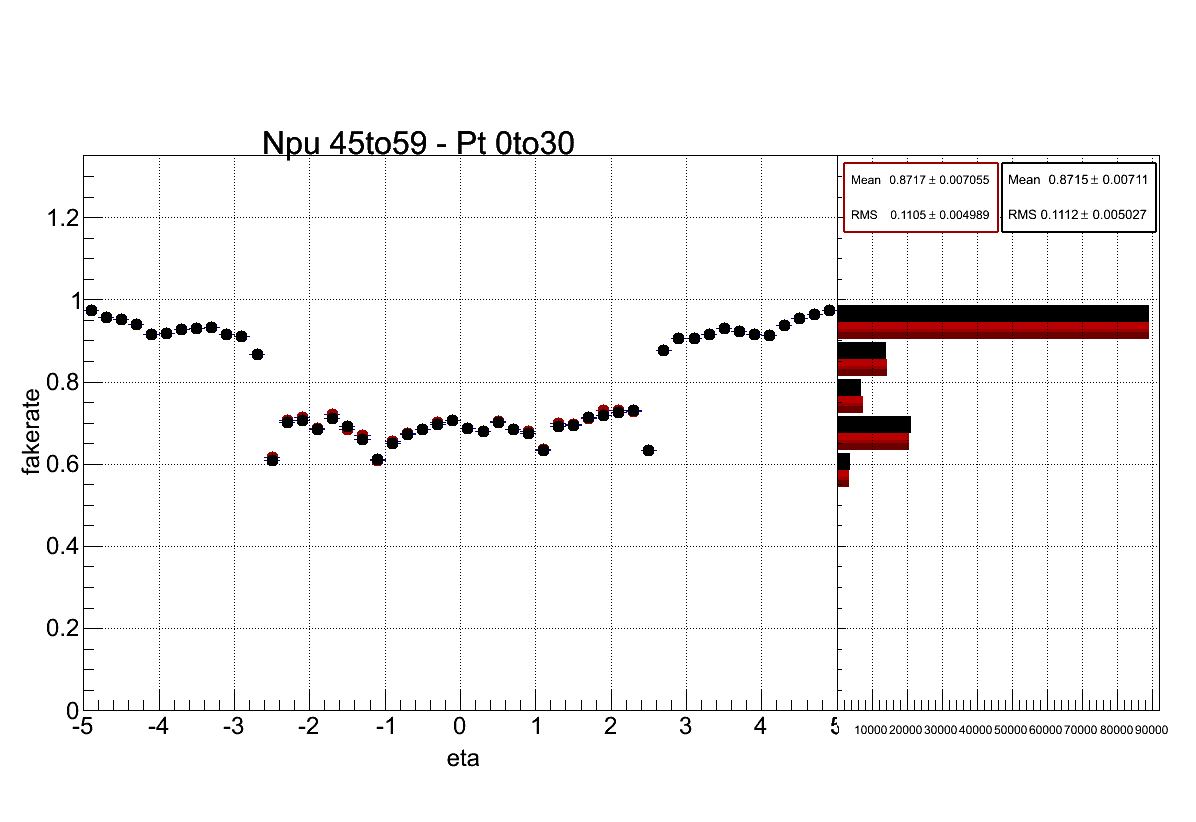 Npu 45to59 - Pt 0to30
Mean 0.8717 ± 0.007055
RMS 0.1105 ± 0.004989
Mean 0.8715 ± 0.00711
RMS 0.1112 ± 0.005027
1.2
1
0.8
0.6
0.4
0.2
0
fakerate
-5 -4 -3 -2 -1 0 1 2 3 4 5
10000 20000 30000 40000 50000 60000 70000 80000 90000
eta